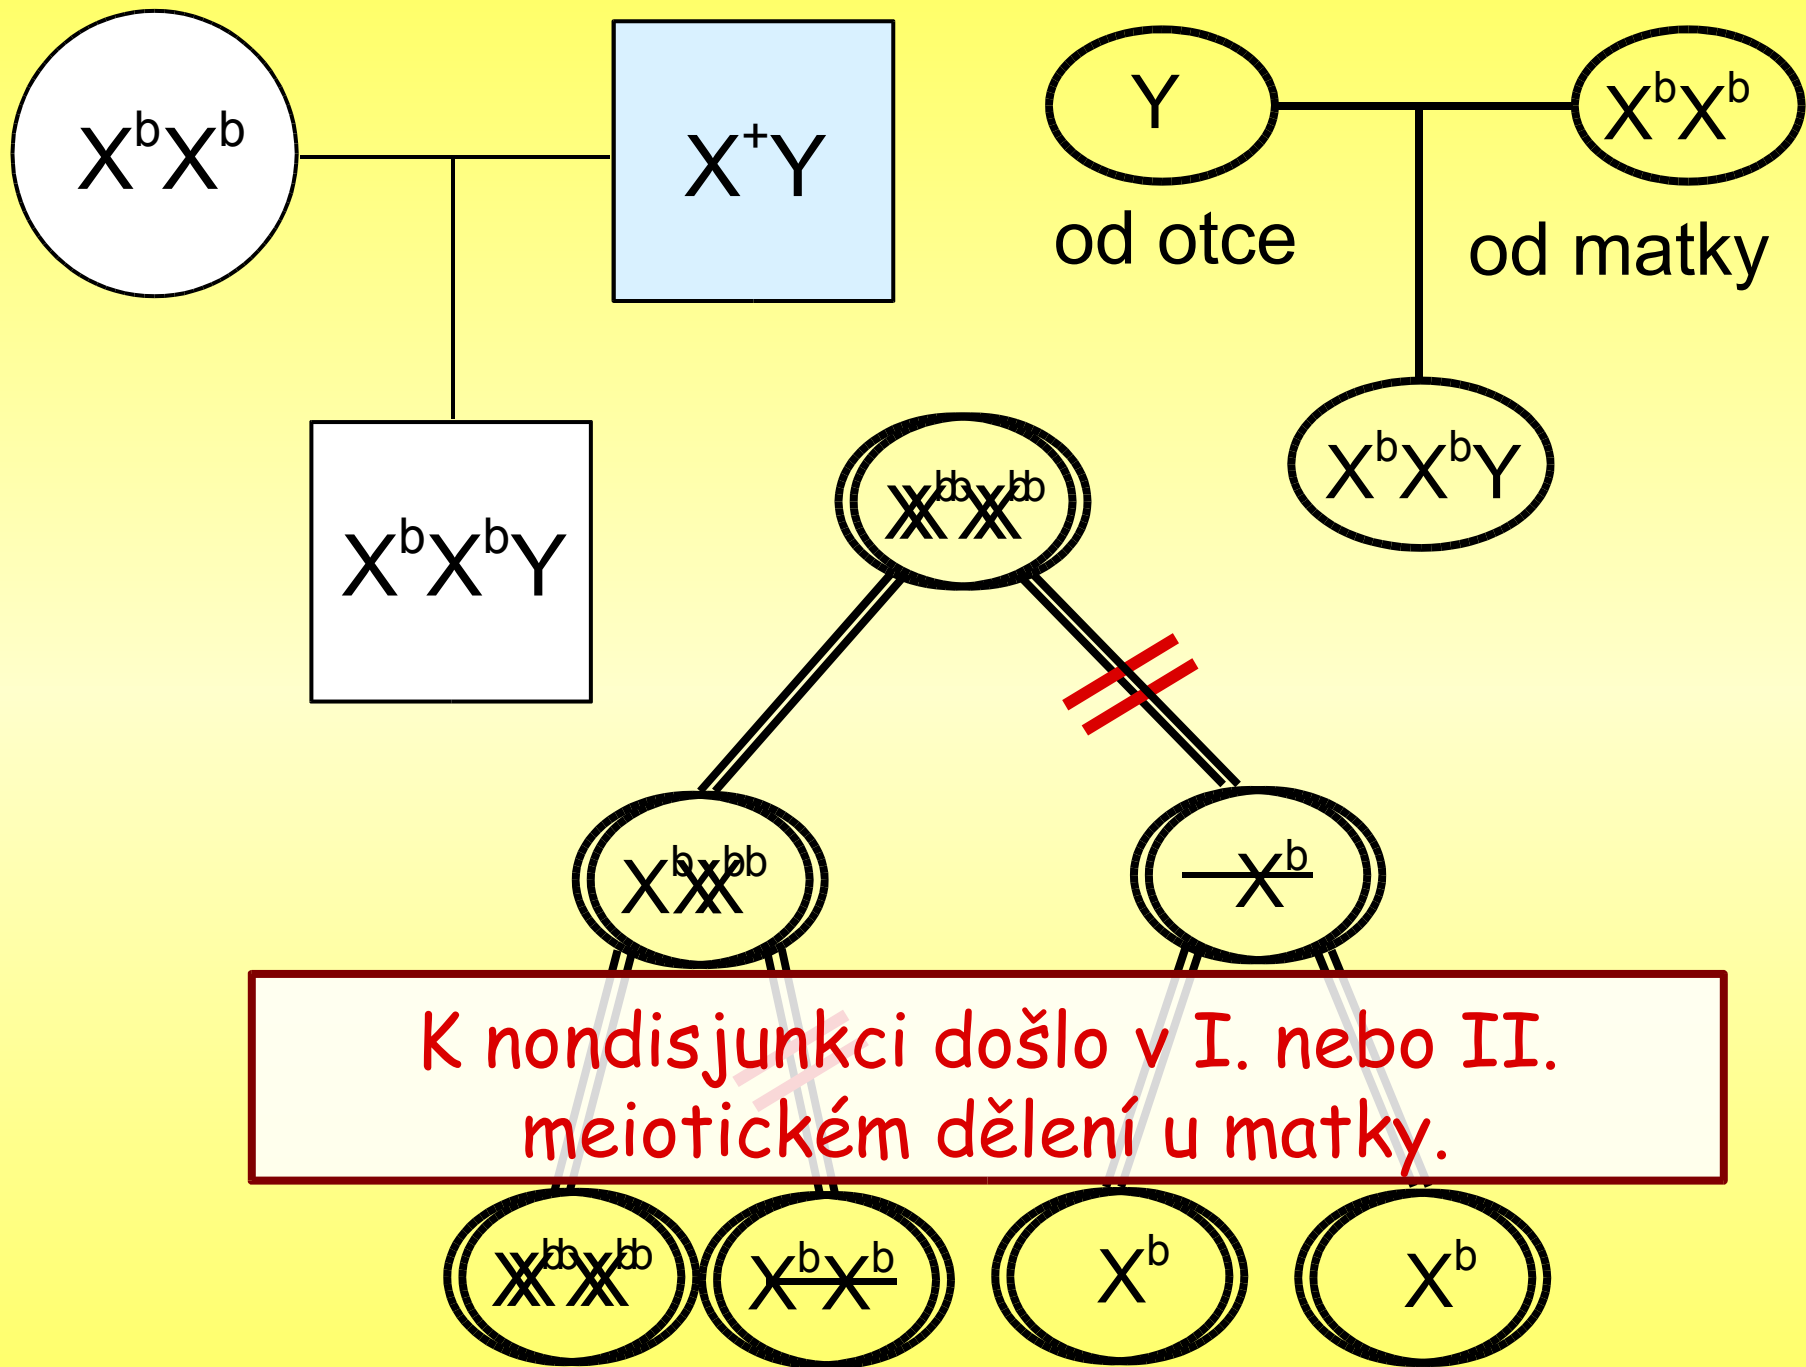 XᵇXᵇ
X⁺Y
Y
XᵇXᵇ
od otce
od matky
XᵇXᵇY
XᵇXᵇY
Xᵇ
K nondisjunkci došlo v I. nebo II.
meiotickém dělení u matky.
XᵇXᵇ
Xᵇ
Xᵇ